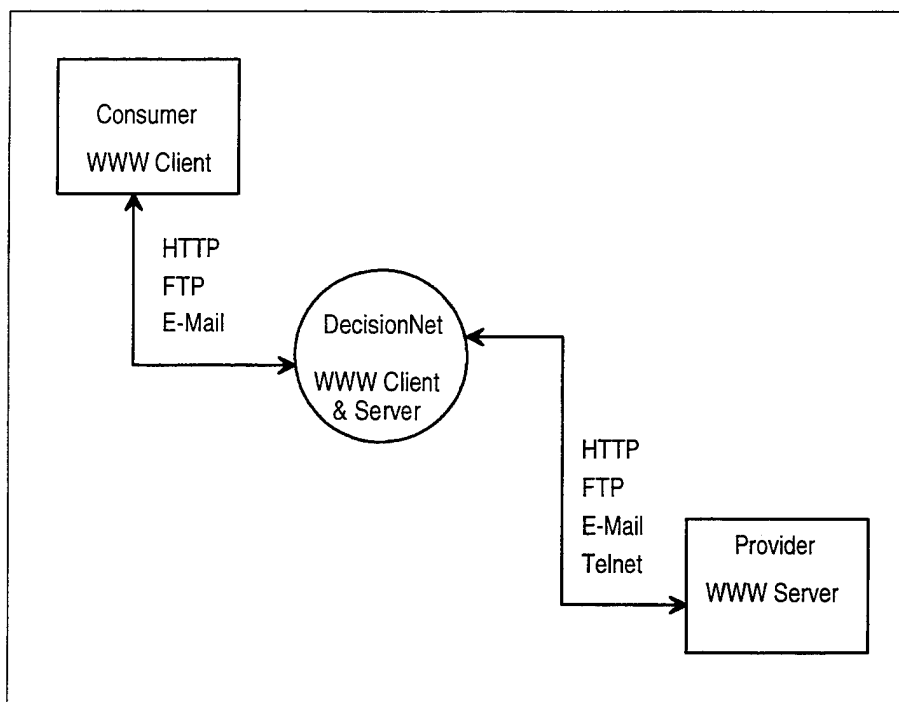 Consumer
WWW Client
HTTP
FTP
E-Mail
DecisionNet
WWW Client
& Server
HTTP
FTP
E-Mail
Telnet
Provider
WWW Server